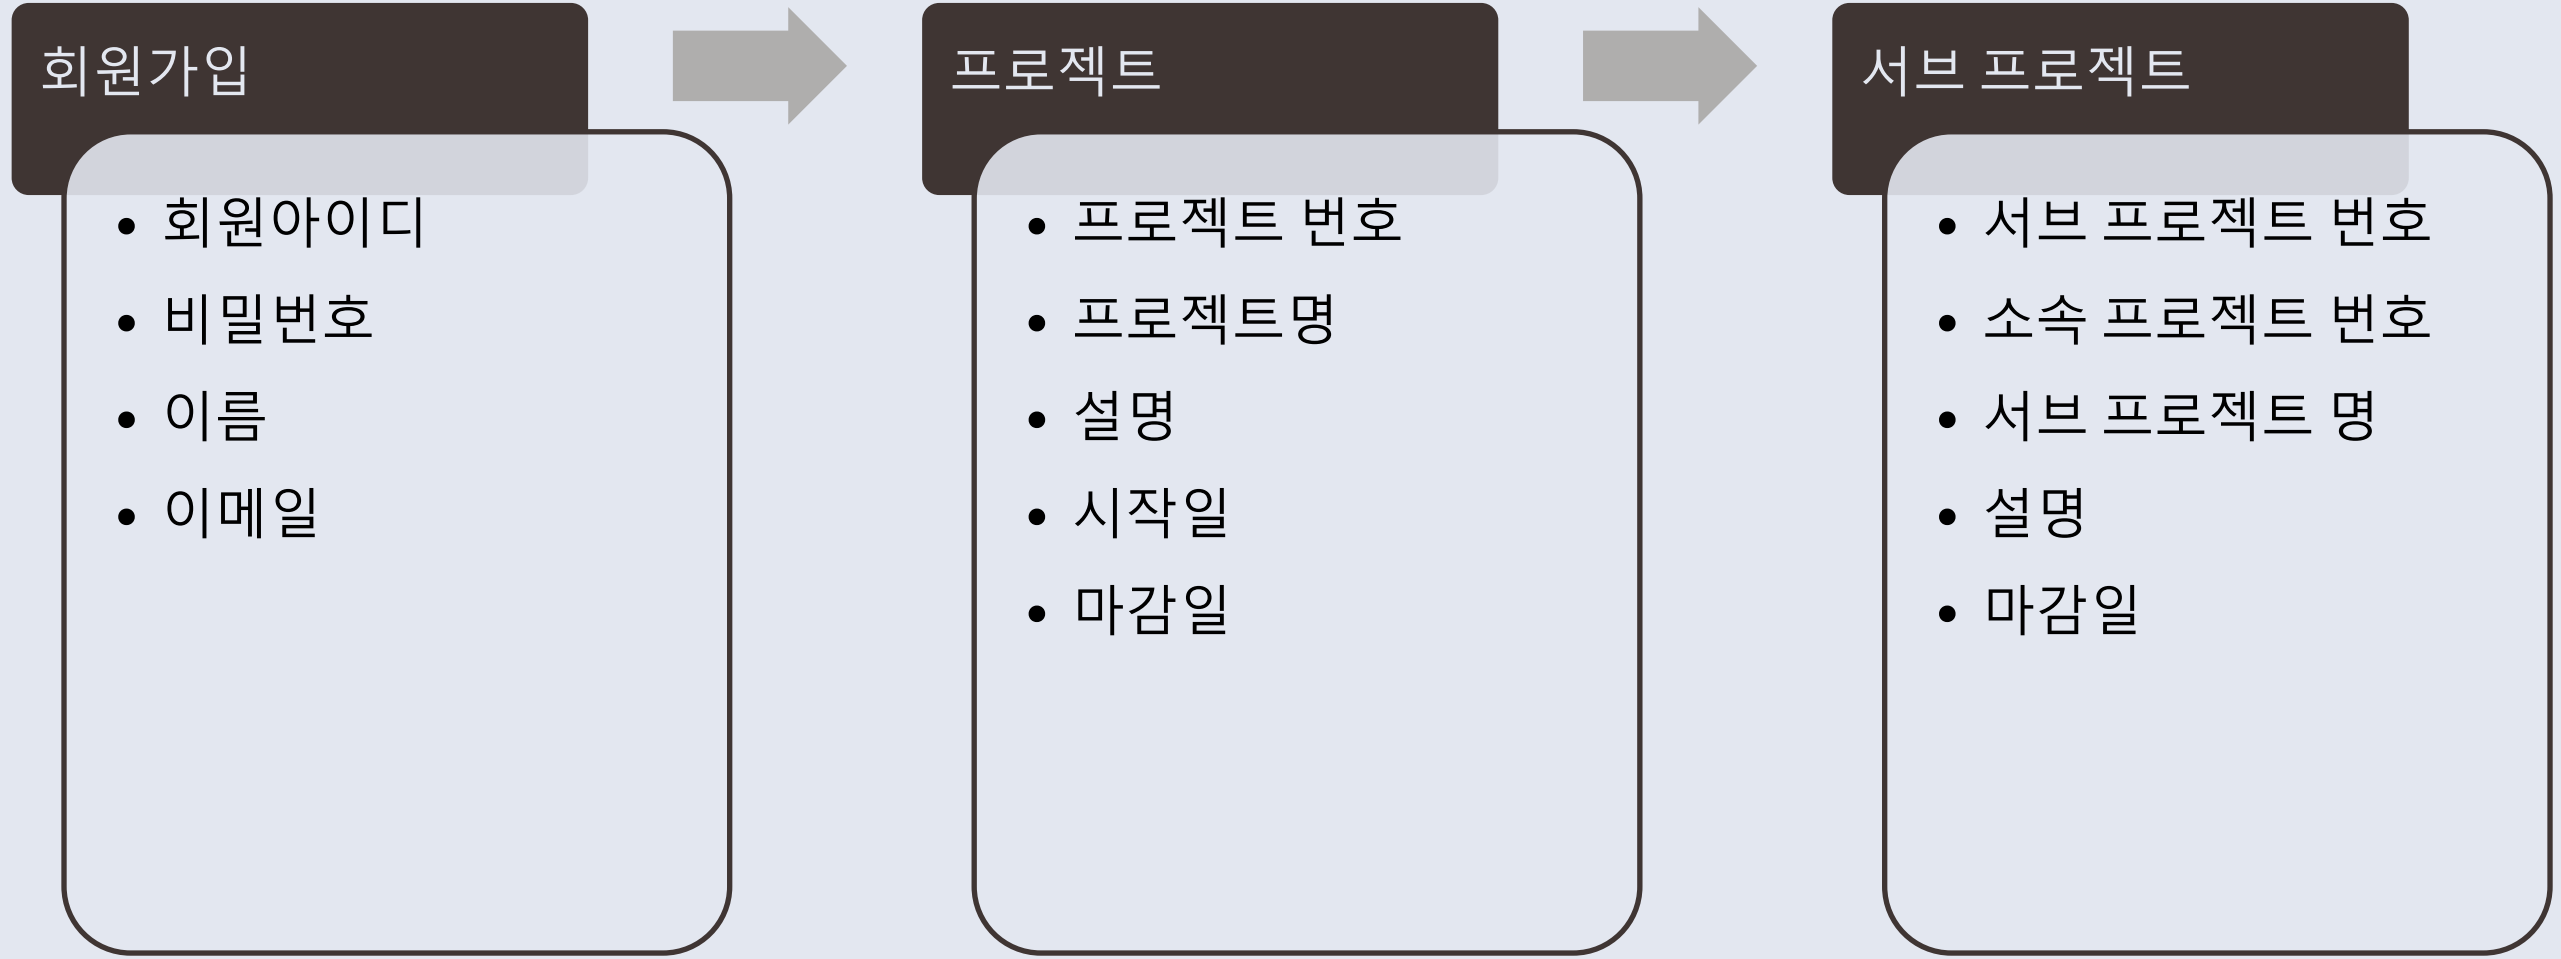 회원가입
• 회원아이디
• 비밀번호
• 이름
• 이메일
프로젝트
• 프로젝트 번호
• 프로젝트명
• 설명
• 시작일
• 마감일
서브 프로젝트
• 서브 프로젝트 번호
• 소속 프로젝트 번호
• 서브 프로젝트 명
• 설명
• 마감일